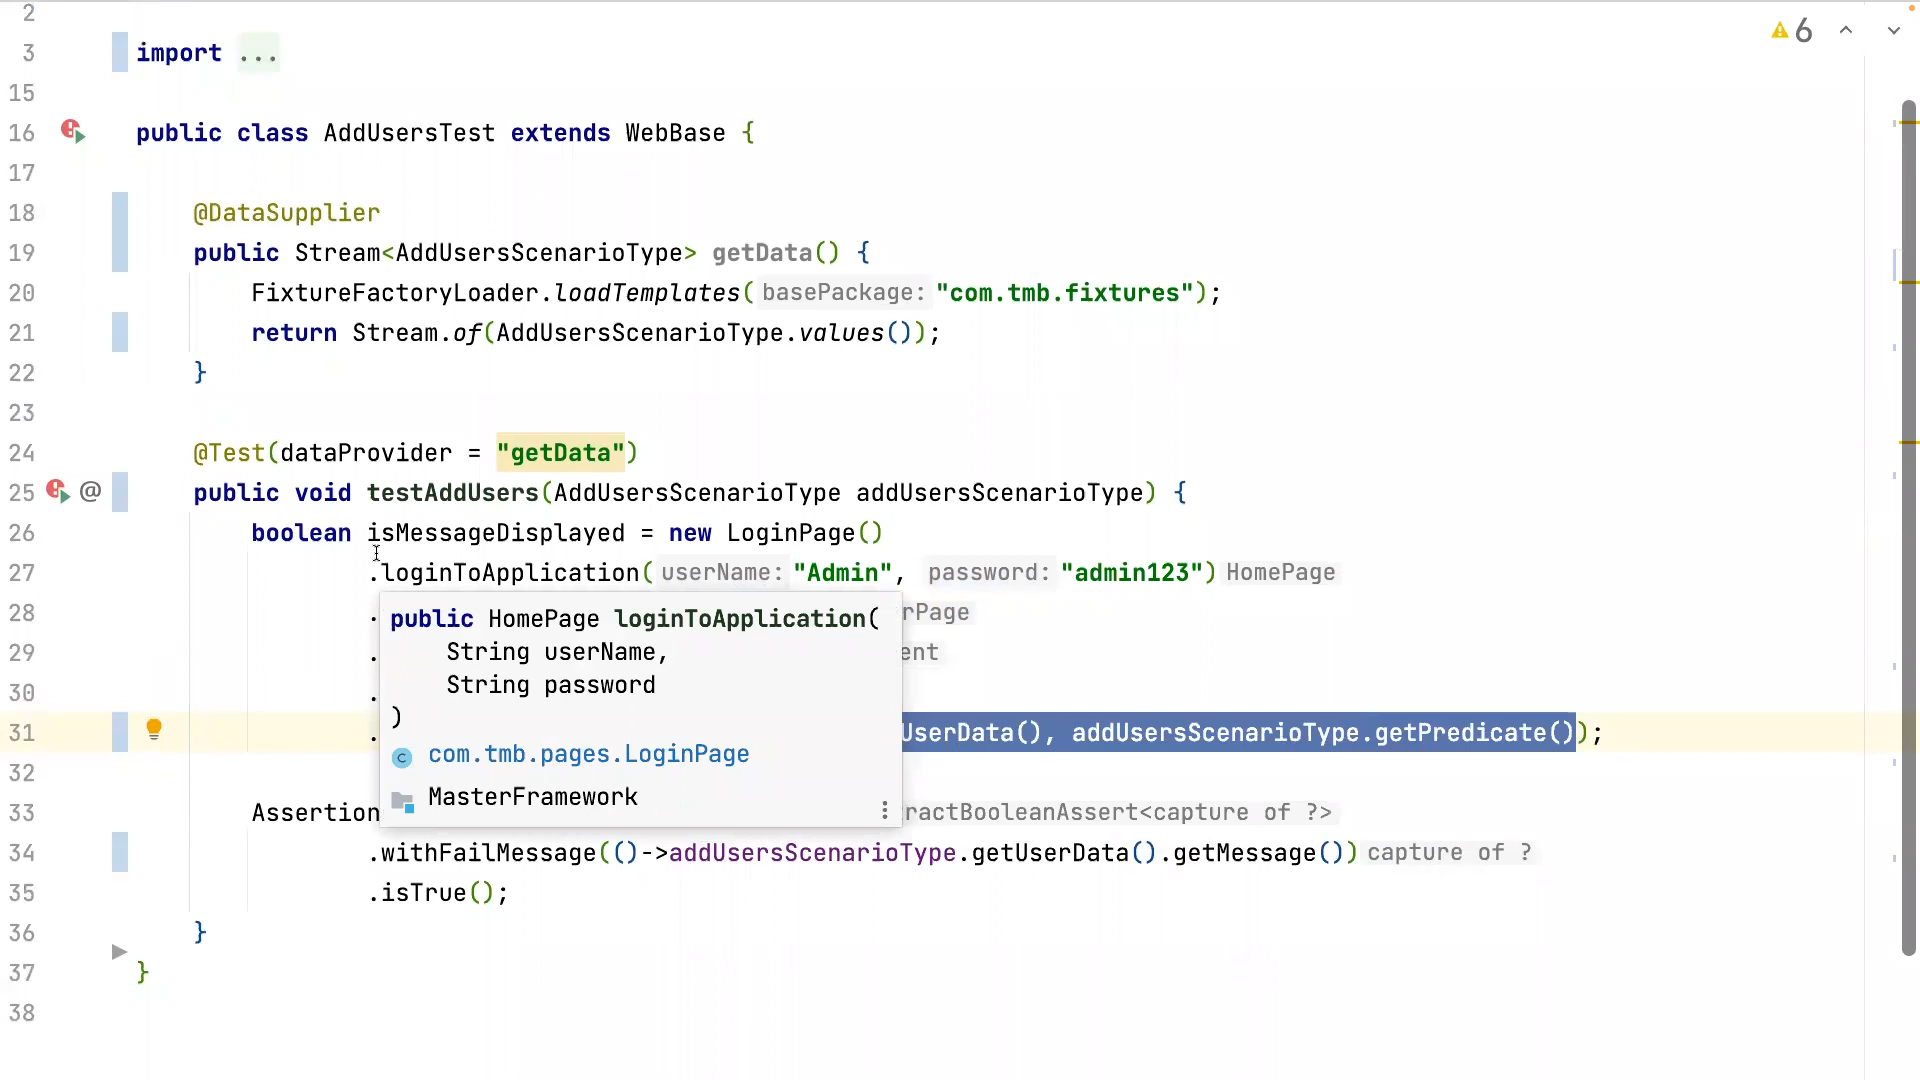 2
3 import ...
6
15
16 public class AddUsersTest extends WebBase {
17
18 @DataSupplier
19 public Stream<AddUsersScenarioType> getData() {
20 FixtureFactoryLoader.loadTemplates( basePackage: "com.tmb.fixtures");
21 return Stream.of(AddUsersScenarioType.values());
22 }
23
24 @Test(dataProvider = "getData")
25 @ public void testAddUsers(AddUsersScenarioType addUsersScenarioType) {
26 boolean isMessageDisplayed = new LoginPage()
27 .loginToApplication( userName: "Admin", password: "admin123") HomePage
28 . rPage
29 . ent
30 .
31 . UserData(), addUsersScenarioType.getPredicate());
public HomePage loginToApplication(
String userName,
String password
)
com.tmb.pages.LoginPage
MasterFramework
32
33 Assertion ractBooleanAssert<capture of ?>
34 .withFailMessage(()->addUsersScenarioType.getUserData().getMessage()) capture of ?
35 .isTrue();
36 }
37 }
38